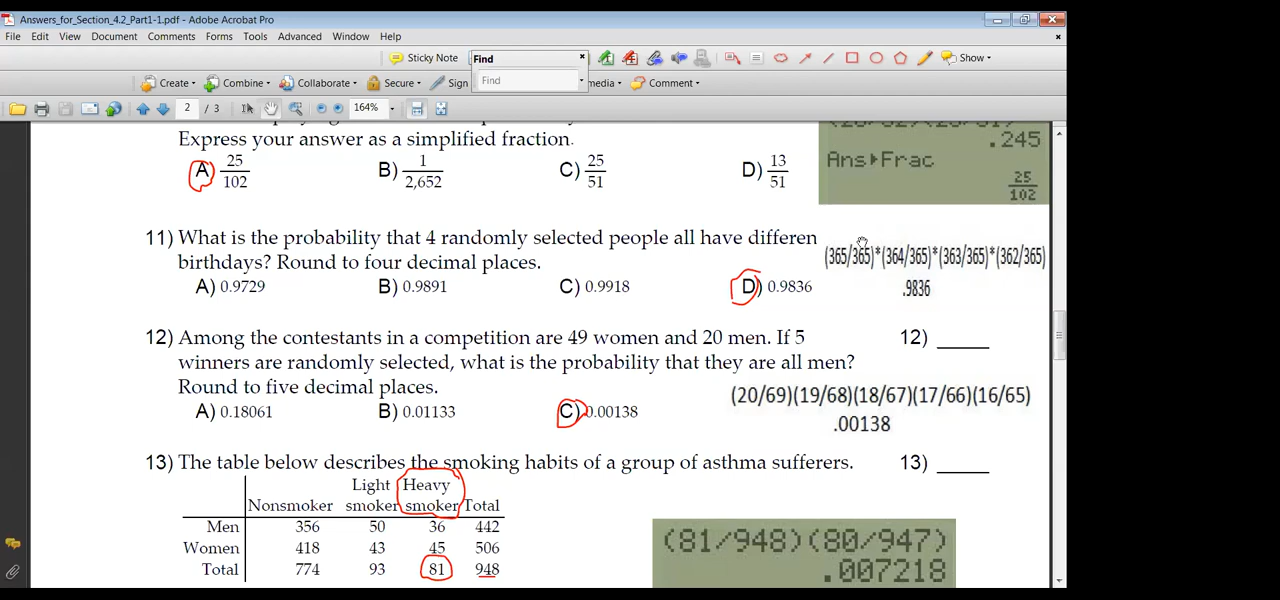 Answers_for_Section_4.2_Part1-1.pdf - Adobe Acrobat Pro
File Edit View Document Comments Forms Tools Advanced Window Help
Sticky Note Find Show
Create Combine Collaborate Secure Sign Find media Comment
2 / 3 164%
Express your answer as a simplified fraction.
.245
Ans▸Frac
25/102
A) 25/102 B) 1/2,652 C) 25/51 D) 13/51
11) What is the probability that 4 randomly selected people all have differen
birthdays? Round to four decimal places.
(365/365)*(364/365)*(363/365)*(362/365)
.9836
A) 0.9729 B) 0.9891 C) 0.9918 D) 0.9836
12) Among the contestants in a competition are 49 women and 20 men. If 5 12) _____
winners are randomly selected, what is the probability that they are all men?
Round to five decimal places.
(20/69)(19/68)(18/67)(17/66)(16/65)
.00138
A) 0.18061 B) 0.01133 C) 0.00138
13) The table below describes the smoking habits of a group of asthma sufferers. 13) _____
Light Heavy
Nonsmoker smoker smoker Total
Men 356 50 36 442
Women 418 43 45 506
Total 774 93 81 948
(81/948)(80/947)
.007218